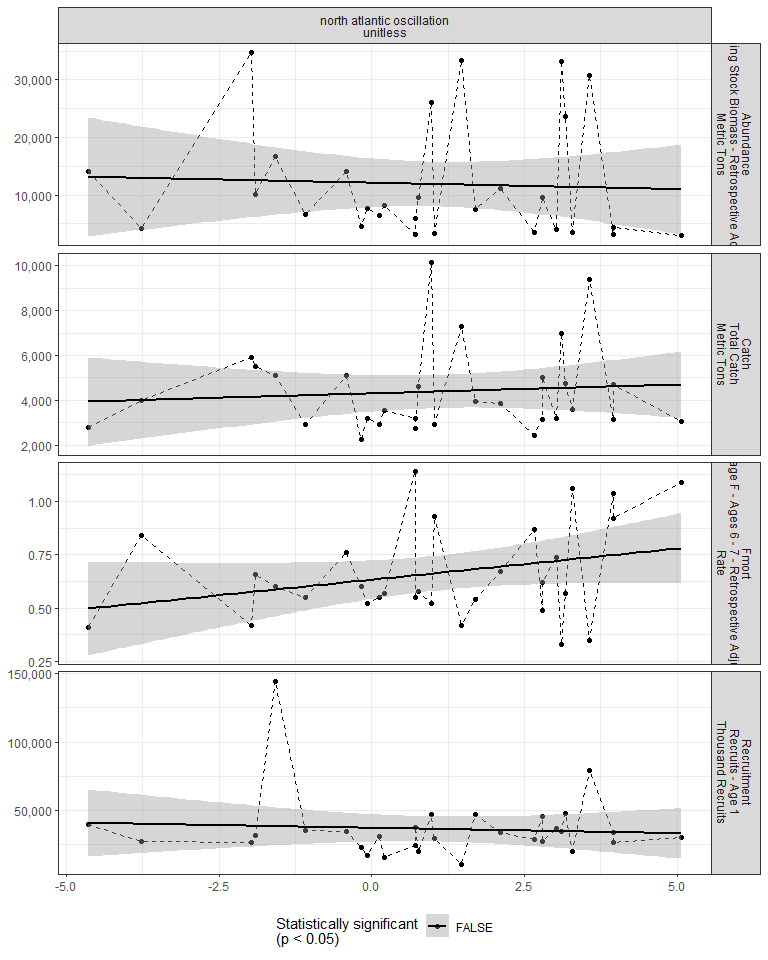 north atlantic oscillation
unitless
30,000
20,000
10,000
Abundance
ing Stock Biomass - Retrospective Ad
Metric Tons
10,000
8,000
6,000
4,000
2,000
Catch
Total Catch
Metric Tons
1.00
0.75
0.50
0.25
Fmort
age F - Ages 6 - 7 - Retrospective Adju
Rate
150,000
100,000
50,000
Recruitment
Recruits - Age 1
Thousand Recruits
-5.0
-2.5
0.0
2.5
5.0
Statistically significant
(p < 0.05)
FALSE